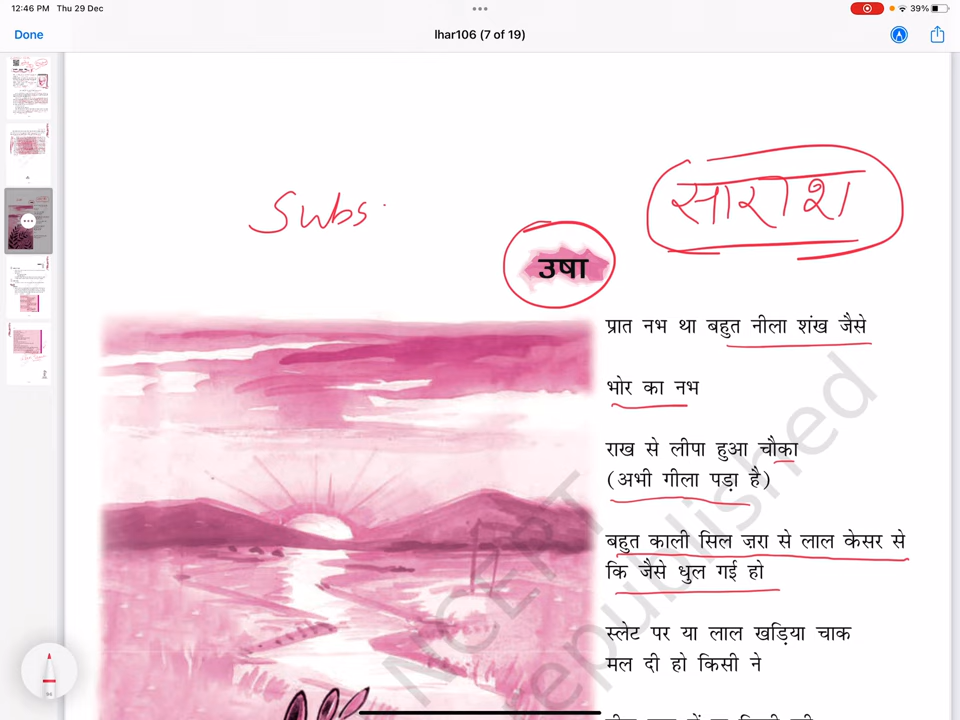 12:46 PM Thu 29 Dec
39%
Done
lhar106 (7 of 19)
साराश
Subs
उषा
प्रात नभ था बहुत नीला शंख जैसे
भोर का नभ
राख से लीपा हुआ चौका
(अभी गीला पड़ा है)
बहुत काली सिल ज़रा से लाल केसर से
कि जैसे धुल गई हो
स्लेट पर या लाल खड़िया चाक
मल दी हो किसी ने
NCERT
republished